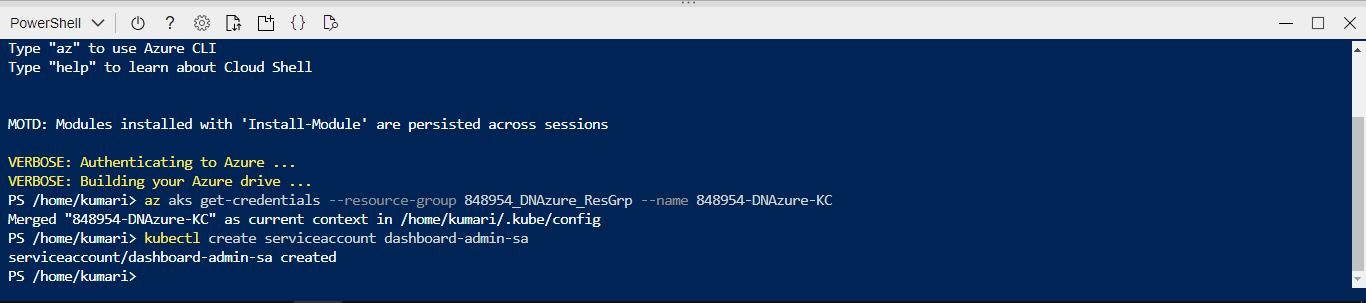 PowerShell
Type "az" to use Azure CLI
Type "help" to learn about Cloud Shell
MOTD: Modules installed with 'Install-Module' are persisted across sessions
VERBOSE: Authenticating to Azure ...
VERBOSE: Building your Azure drive ...
PS /home/kumari> az aks get-credentials --resource-group 848954_DNAzure_ResGrp --name 848954-DNAzure-KC
Merged "848954-DNAzure-KC" as current context in /home/kumari/.kube/config
PS /home/kumari> kubectl create serviceaccount dashboard-admin-sa
serviceaccount/dashboard-admin-sa created
PS /home/kumari>